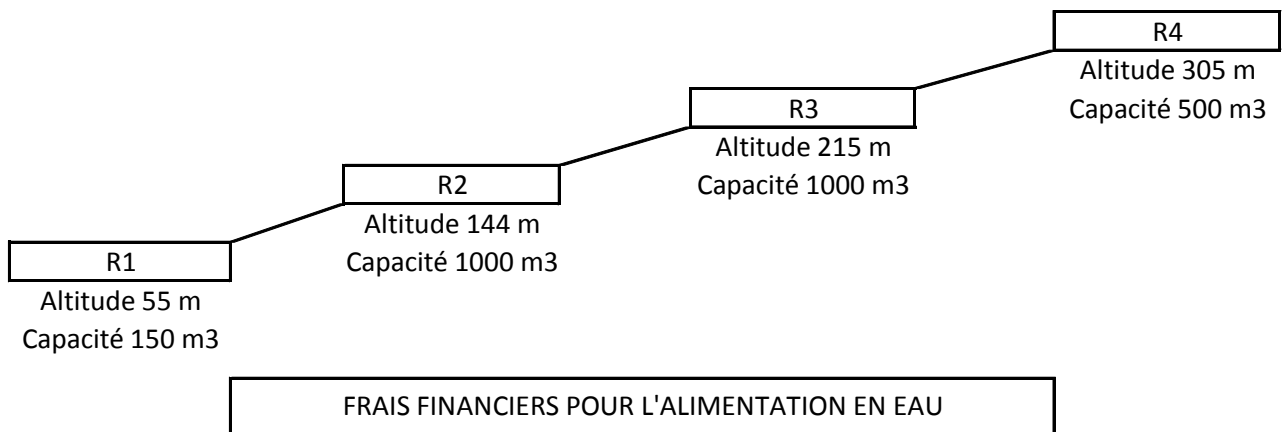 R4
Altitude 305 m
Capacité 500 m3
R3
Altitude 215 m
Capacité 1000 m3
R2
Altitude 144 m
Capacité 1000 m3
R1
Altitude 55 m
Capacité 150 m3
FRAIS FINANCIERS POUR L'ALIMENTATION EN EAU